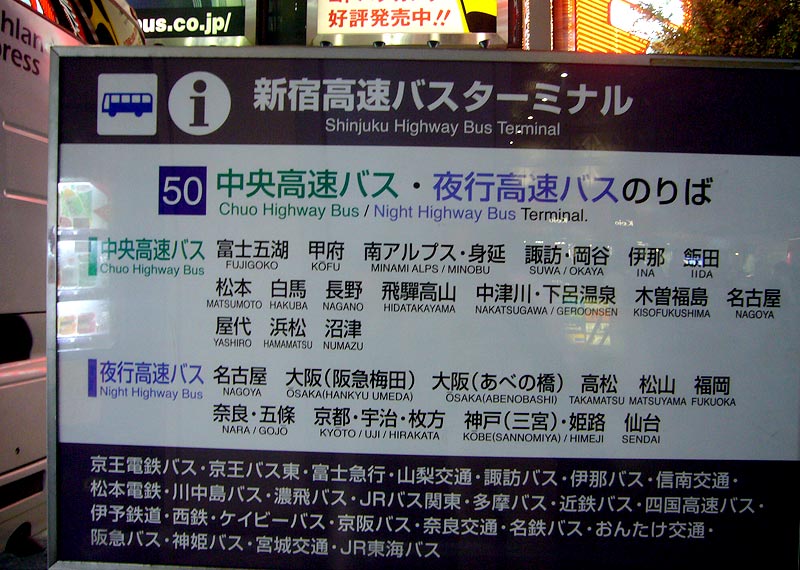 hlan
press
us.co.jp/
好評発売中!!
新宿高速バスターミナル
Shinjuku Highway Bus Terminal
50 中央高速バス・夜行高速バスのりば
Chuo Highway Bus / Night Highway Bus Terminal.
中央高速バス 富士五湖 甲府 南アルプス・身延 諏訪・岡谷 伊那 飯田
Chuo Highway Bus FUJIGOKO KŌFU MINAMI ALPS / MINOBU SUWA / OKAYA INA IIDA
松本 白馬 長野 飛騨高山 中津川・下呂温泉 木曽福島 名古屋
MATSUMOTO HAKUBA NAGANO HIDATAKAYAMA NAKATSUGAWA / GEROONSEN KISOFUKUSHIMA NAGOYA
屋代 浜松 沼津
YASHIRO HAMAMATSU NUMAZU
夜行高速バス 名古屋 大阪(阪急梅田) 大阪(あべの橋) 高松 松山 福岡
Night Highway Bus NAGOYA ŌSAKA(HANKYU UMEDA) ŌSAKA(ABENOBASHI) TAKAMATSU MATSUYAMA FUKUOKA
奈良・五條 京都・宇治・枚方 神戸(三宮)・姫路 仙台
NARA / GOJŌ KYŌTO / UJI / HIRAKATA KŌBE(SANNOMIYA) / HIMEJI SENDAI
京王電鉄バス・京王バス東・富士急行・山梨交通・諏訪バス・伊那バス・信南交通・
松本電鉄・川中島バス・濃飛バス・JRバス関東・多摩バス・近鉄バス・四国高速バス・
伊予鉄道・西鉄・ケイビーバス・京阪バス・奈良交通・名鉄バス・おんたけ交通・
阪急バス・神姫バス・宮城交通・JR東海バス